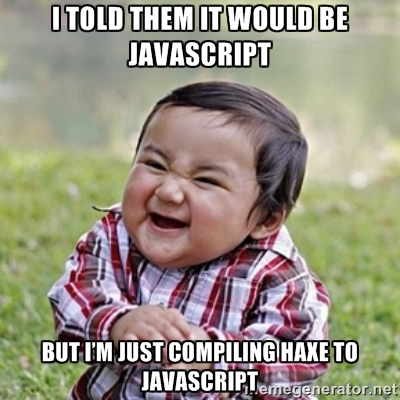 I TOLD THEM IT WOULD BE
JAVASCRIPT
BUT I'M JUST COMPILING HAXE TO
JAVASCRIPT
memegenerator.net